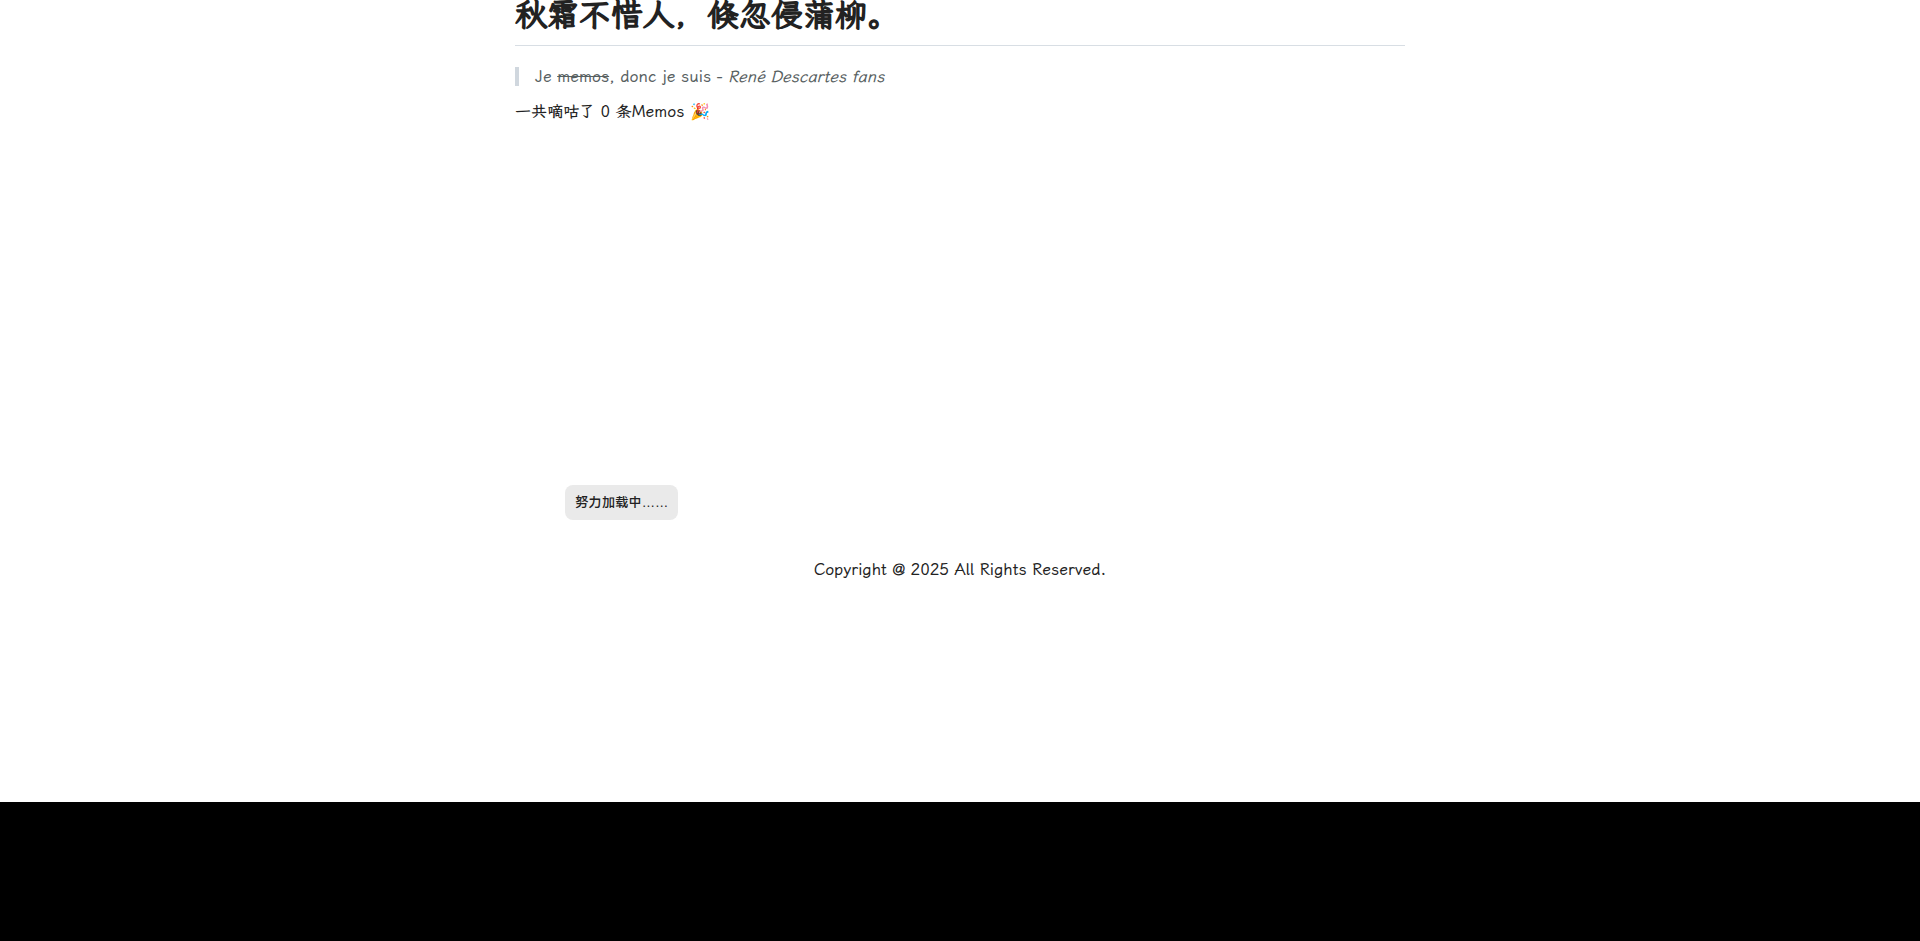 秋霜不惜人，倏忽侵蒲柳。
Je memos, donc je suis - René Descartes fans
一共嘀咕了 0 条Memos 🎉
努力加载中……
Copyright @ 2025 All Rights Reserved.